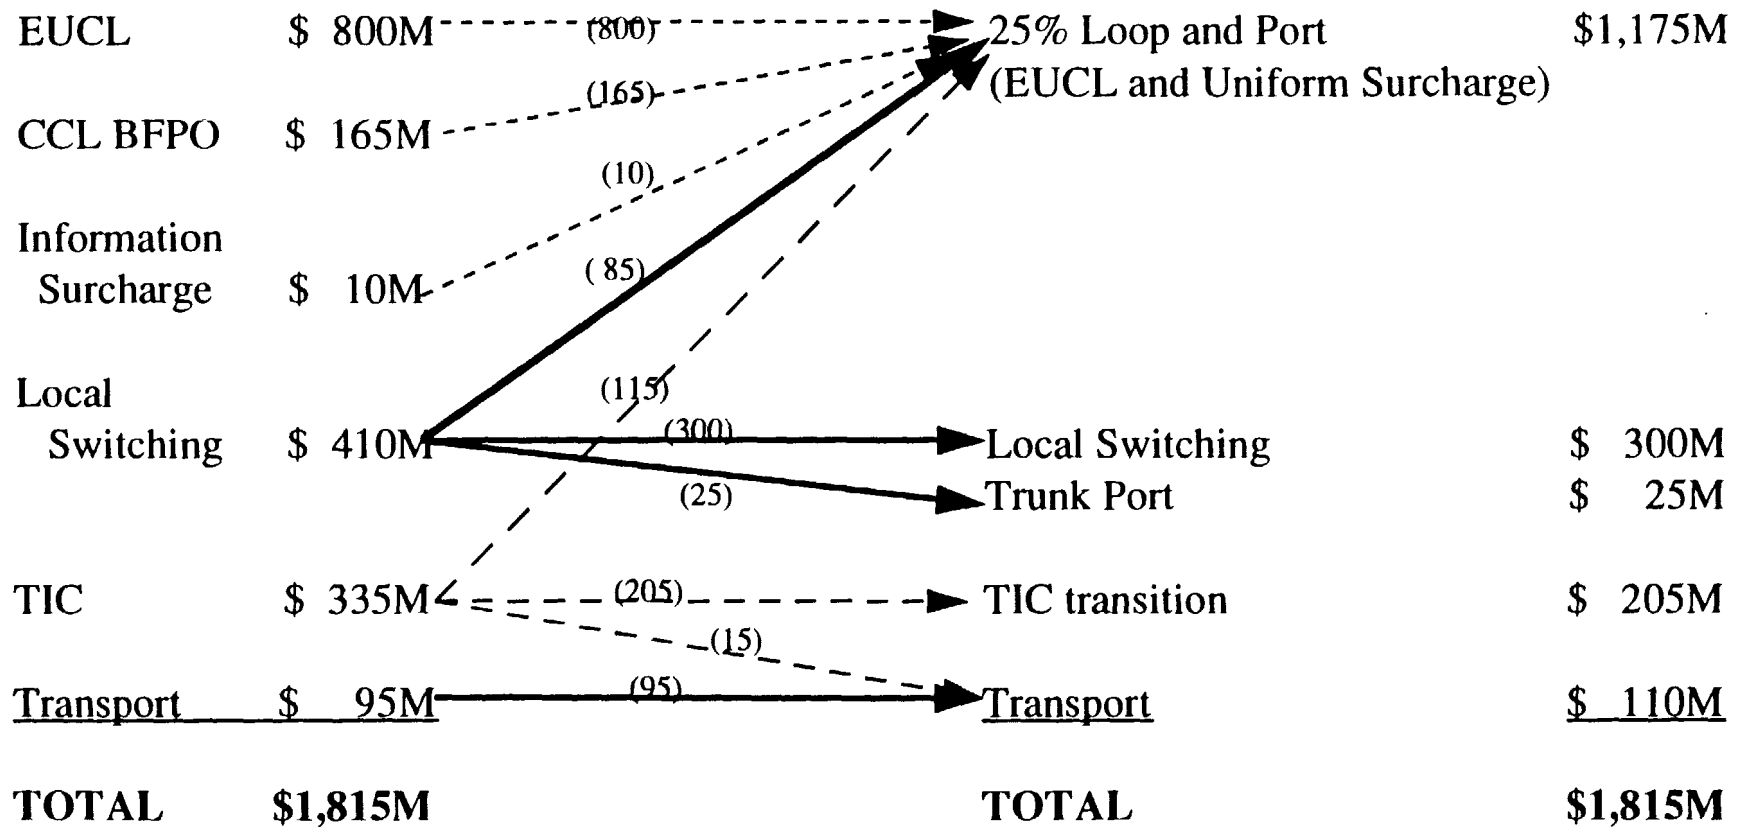 EUCL $ 800M (800) 25% Loop and Port $1,175M
(EUCL and Uniform Surcharge)
(165)
CCL BFPO $ 165M
(10)
Information
Surcharge $ 10M
(85)
Local
(115)
Switching $ 410M (300) Local Switching $ 300M
(25) Trunk Port $ 25M
TIC $ 335M (205) TIC transition $ 205M
(15)
Transport $ 95M (95) Transport $ 110M
TOTAL $1,815M TOTAL $1,815M